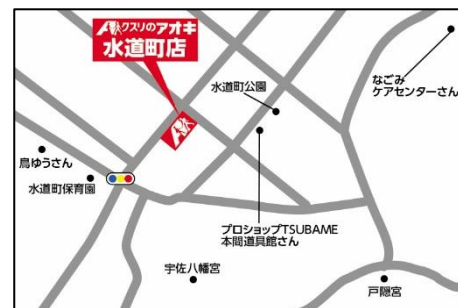 クスリのアオキ
水道町店
なごみ
ケアセンターさん
水道町公園
鳥ゆうさん
水道町保育園
プロショップTSUBAME
本間道具館さん
宇佐八幡宮
戸隠宮